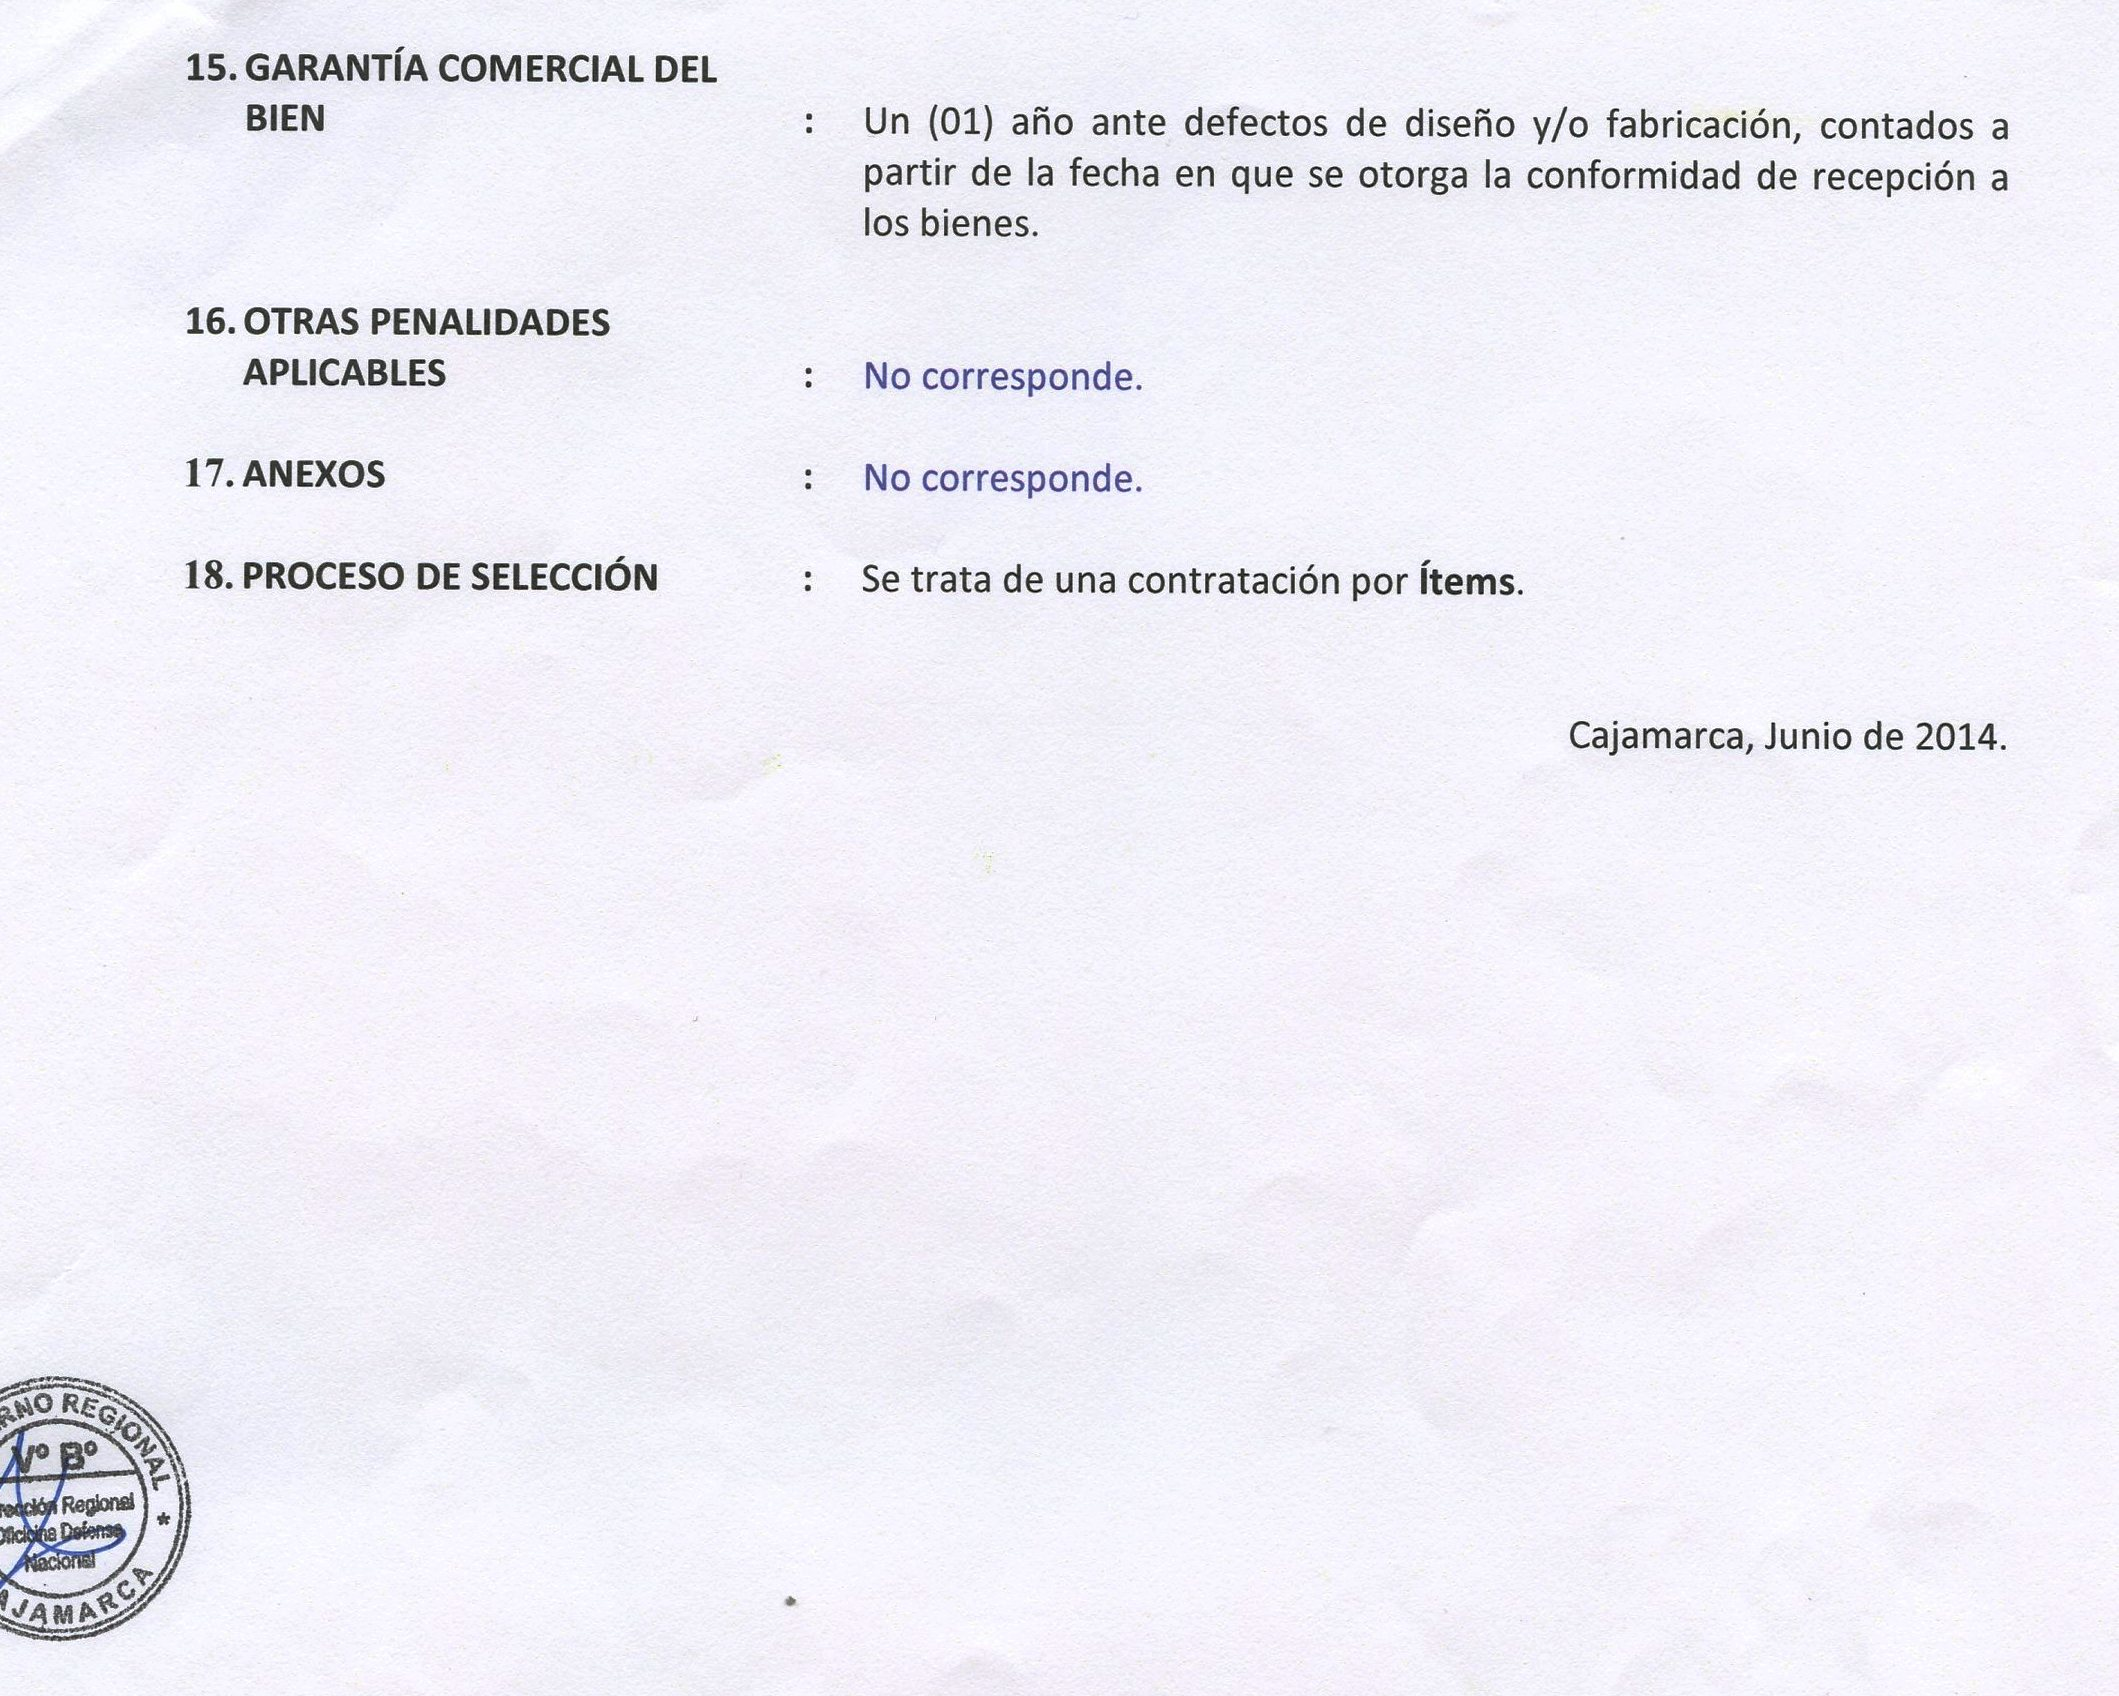 15. GARANTÍA COMERCIAL DEL
BIEN : Un (01) año ante defectos de diseño y/o fabricación, contados a
partir de la fecha en que se otorga la conformidad de recepción a
los bienes.
16. OTRAS PENALIDADES
APLICABLES : No corresponde.
17. ANEXOS : No corresponde.
18. PROCESO DE SELECCIÓN : Se trata de una contratación por Ítems.
Cajamarca, Junio de 2014.
RNO REGIONAL
Vº Bº
rección Regional
Oficina Defensa
Nacional
AJAMARCA